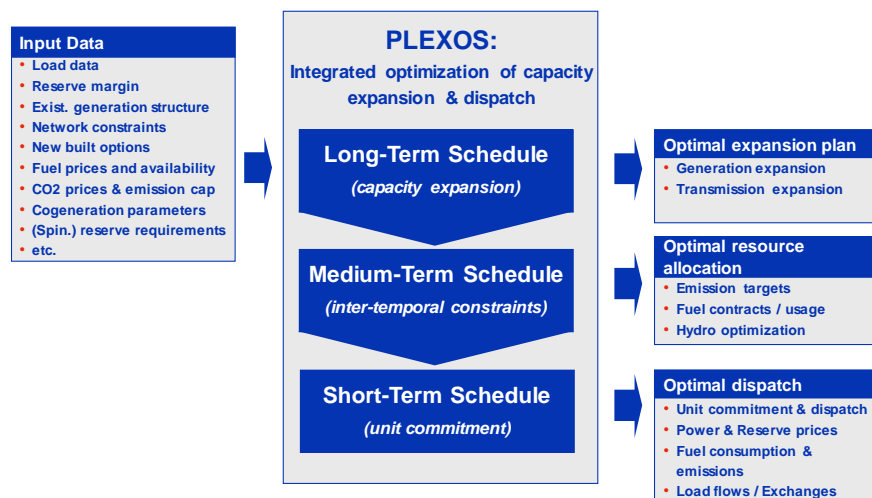 Input Data
• Load data
• Reserve margin
• Exist. generation structure
• Network constraints
• New built options
• Fuel prices and availability
• CO2 prices & emission cap
• Cogeneration parameters
• (Spin.) reserve requirements
• etc.
PLEXOS:
Integrated optimization of capacity
expansion & dispatch
Long-Term Schedule
(capacity expansion)
Medium-Term Schedule
(inter-temporal constraints)
Short-Term Schedule
(unit commitment)
Optimal expansion plan
• Generation expansion
• Transmission expansion
Optimal resource
allocation
• Emission targets
• Fuel contracts / usage
• Hydro optimization
Optimal dispatch
• Unit commitment & dispatch
• Power & Reserve prices
• Fuel consumption &
emissions
• Load flows / Exchanges